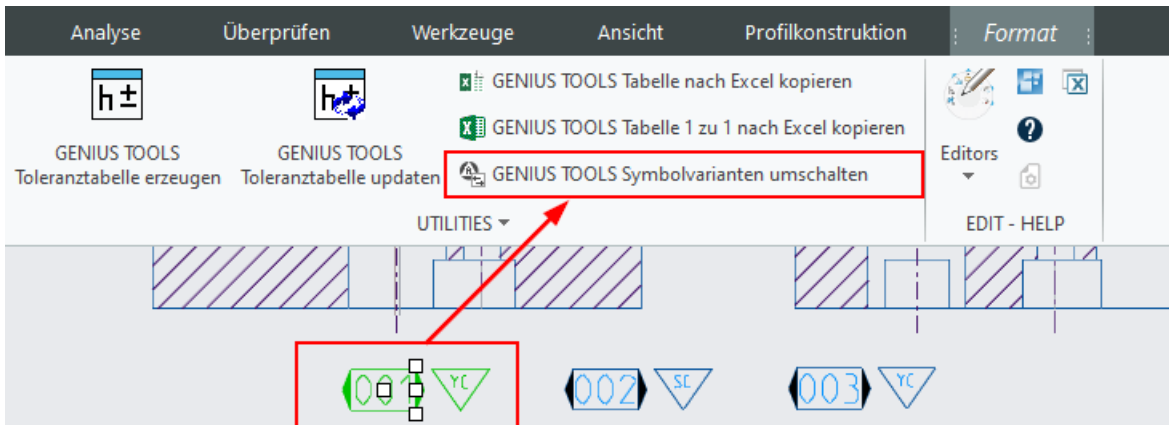 Analyse Überprüfen Werkzeuge Ansicht Profilkonstruktion Format
GENIUS TOOLS
Toleranztabelle erzeugen
GENIUS TOOLS
Toleranztabelle updaten
GENIUS TOOLS Tabelle nach Excel kopieren
GENIUS TOOLS Tabelle 1 zu 1 nach Excel kopieren
GENIUS TOOLS Symbolvarianten umschalten
Editors
UTILITIES
EDIT - HELP
001 YC 002 SC 003 YC